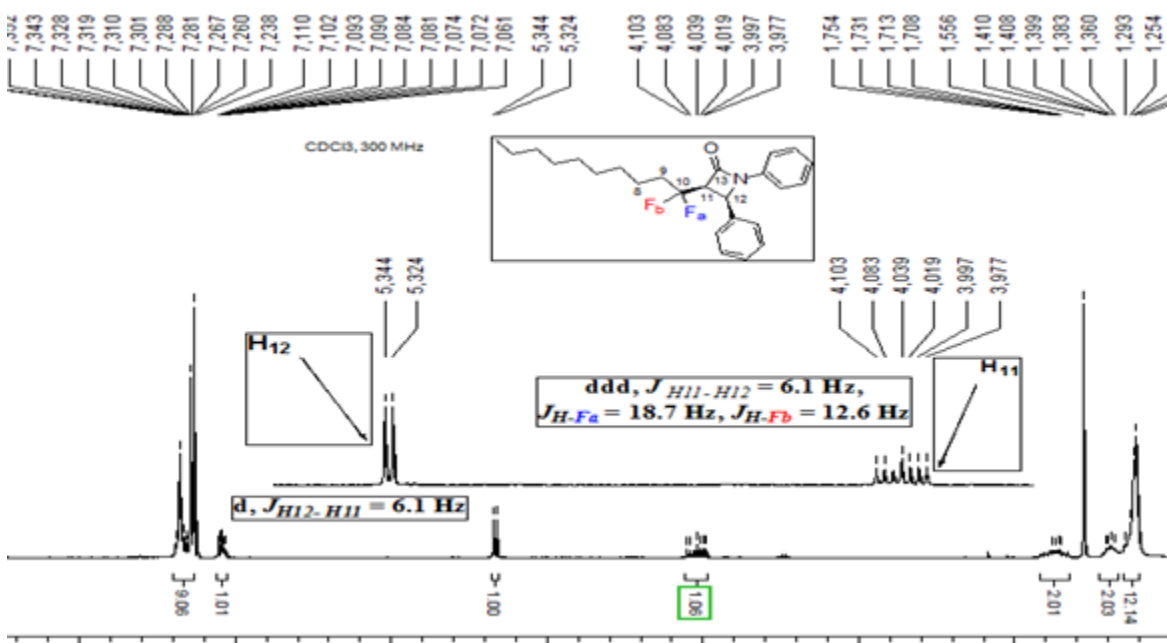 7,343 7,328 7,319 7,310 7,301 7,288 7,281 7,267 7,260 7,238 7,110 7,102 7,093 7,090 7,084 7,081 7,074 7,072 7,061 5,344 5,324 4,103 4,083 4,039 4,019 3,997 3,977 1,754 1,731 1,713 1,708 1,556 1,410 1,408 1,399 1,383 1,360 1,293 1,254
CDCl3, 300 MHz
O
9
10
13
N
8
11
12
Fb
Fa
5,344 5,324
4,103 4,083 4,039 4,019 3,997 3,977
H12
H11
ddd, J H11-H12 = 6.1 Hz,
JH-Fa = 18.7 Hz, JH-Fb = 12.6 Hz
d, JH12-H11 = 6.1 Hz
9.06 1.01 1.00 1.06 2.01 2.03 12.14